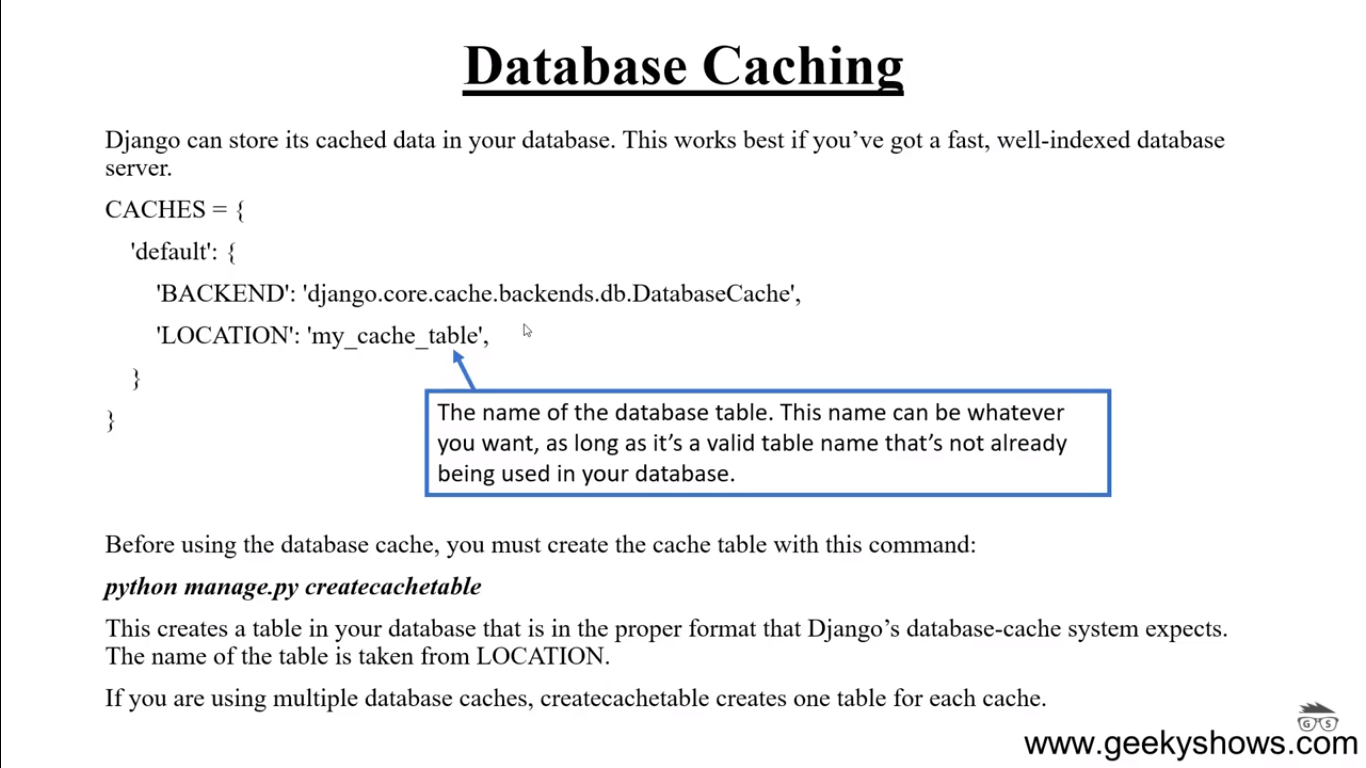 Database Caching
Django can store its cached data in your database. This works best if you’ve got a fast, well-indexed database
server.
CACHES = {
'default': {
'BACKEND': 'django.core.cache.backends.db.DatabaseCache',
'LOCATION': 'my_cache_table',
}
}
The name of the database table. This name can be whatever
you want, as long as it’s a valid table name that’s not already
being used in your database.
Before using the database cache, you must create the cache table with this command:
python manage.py createcachetable
This creates a table in your database that is in the proper format that Django’s database-cache system expects.
The name of the table is taken from LOCATION.
If you are using multiple database caches, createcachetable creates one table for each cache.
G S
www.geekyshows.com